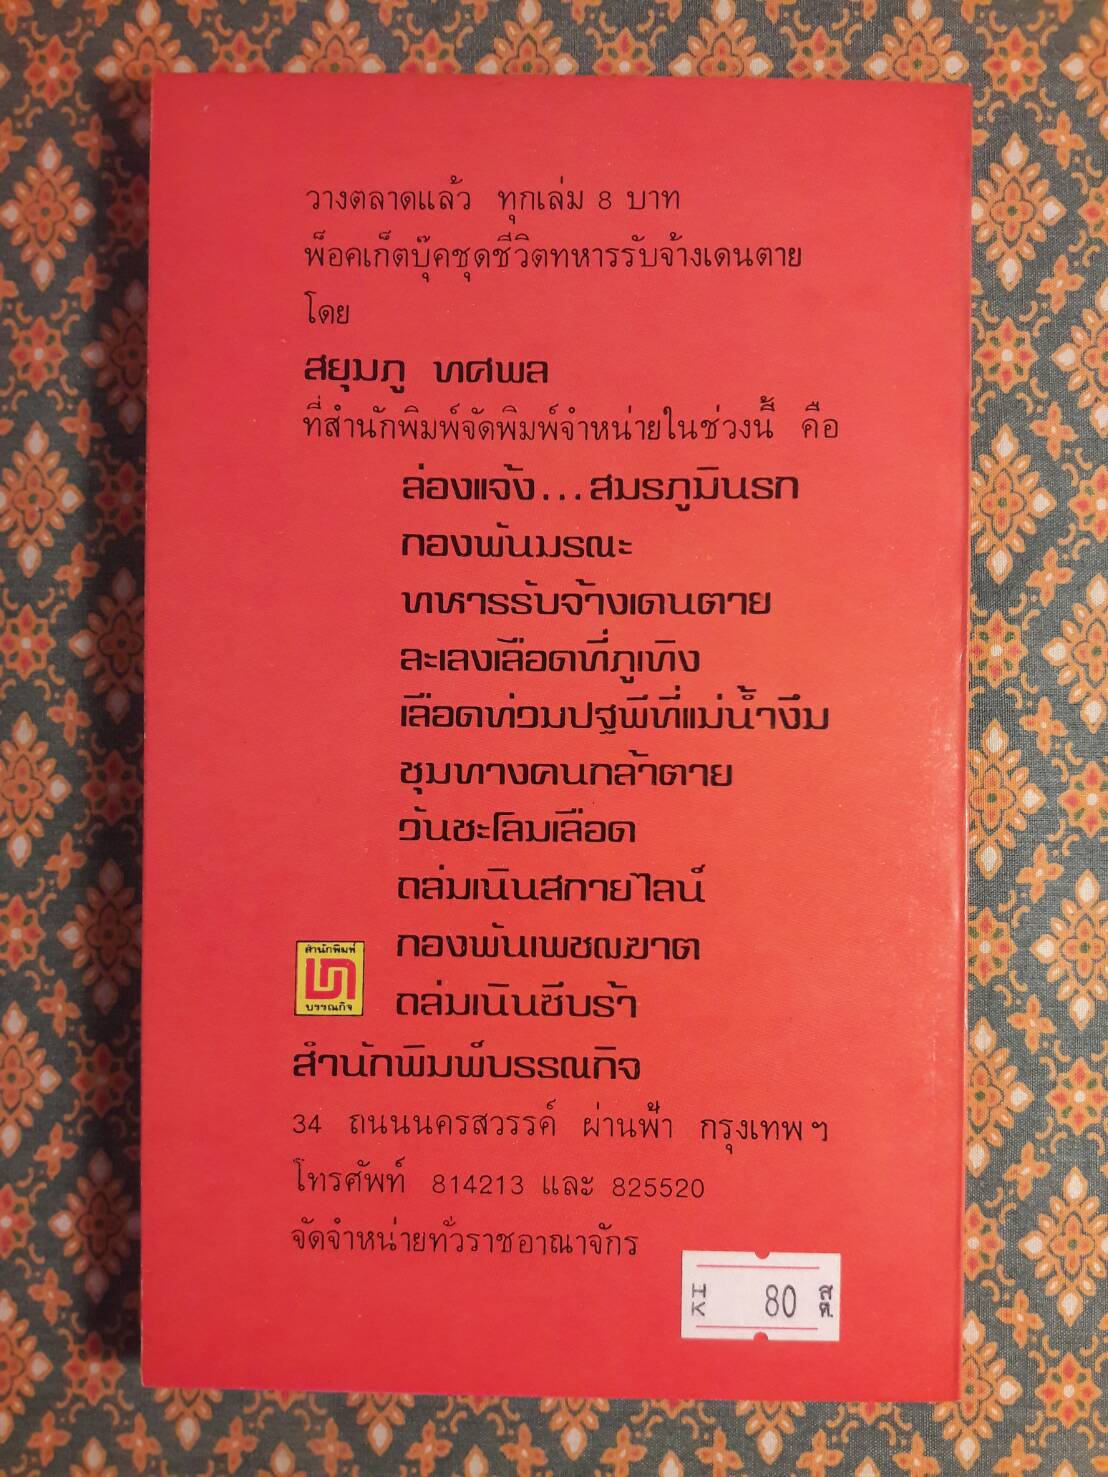 วางตลาดแล้ว ทุกเล่ม 8 บาท
พ็อคเก็ตบุ๊คชุดชีวิตทหารรับจ้างเดนตาย
โดย
สยุมภู ทศพล
ที่สำนักพิมพ์จัดพิมพ์จำหน่ายในช่วงนี้ คือ
ล่องแจ้ง...สมรภูมินรก
กองพันมรณะ
ทหารรับจ้างเดนตาย
ละเลงเลือดที่ภูเทิง
เลือดท่วมปฐพีที่แม่น้ำงึม
ชุมทางคนกล้าตาย
วันชะโลมเลือด
ถล่มเนินสกายไลน์
กองพันเพชฌฆาต
ถล่มเนินซีบร้า
สำนักพิมพ์
บรรณกิจ
สำนักพิมพ์บรรณกิจ
34 ถนนนครสวรรค์ ผ่านฟ้า กรุงเทพฯ
โทรศัพท์ 814213 และ 825520
จัดจำหน่ายทั่วราชอาณาจักร
HK 80 สต.